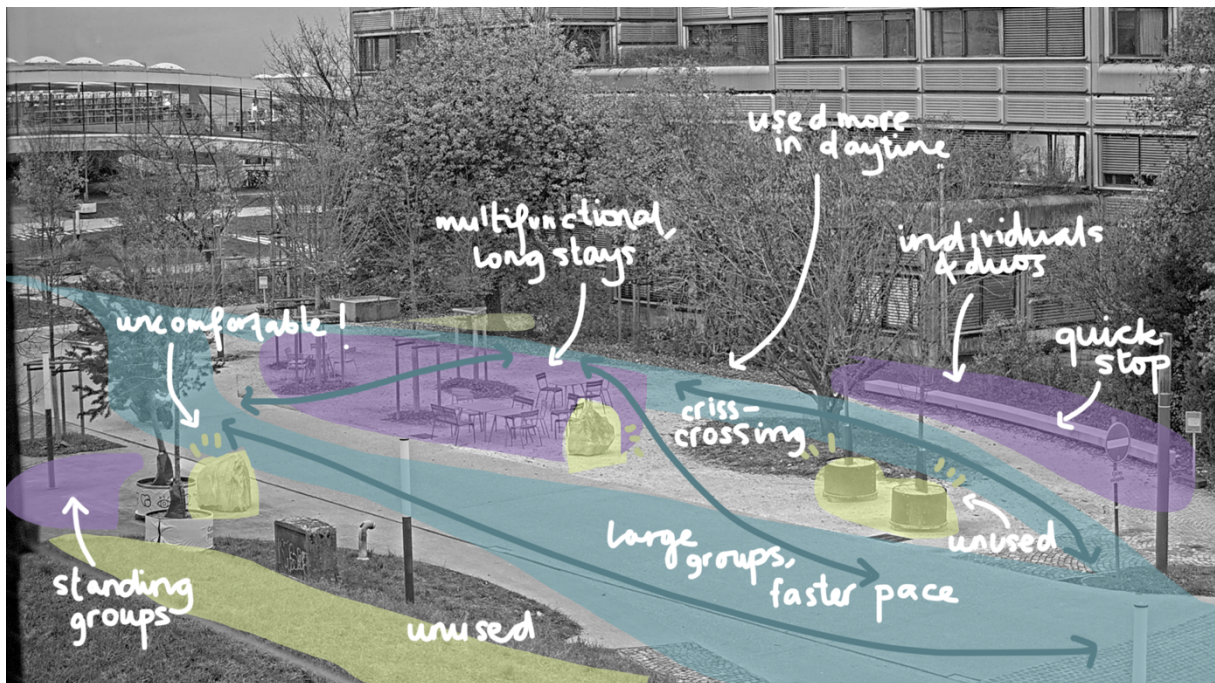 used more
in daytime
multifunctional,
long stays
individuals
& duos
uncomfortable!
quick
stop
criss-
crossing
large
groups,
faster pace
unused
standing
groups
unused